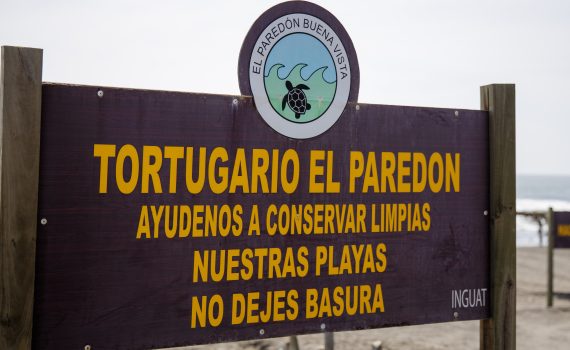 EL PAREDÓN BUENA VISTA
TORTUGARIO EL PAREDON
AYUDENOS A CONSERVAR LIMPIAS
NUESTRAS PLAYAS
NO DEJES BASURA
INGUAT